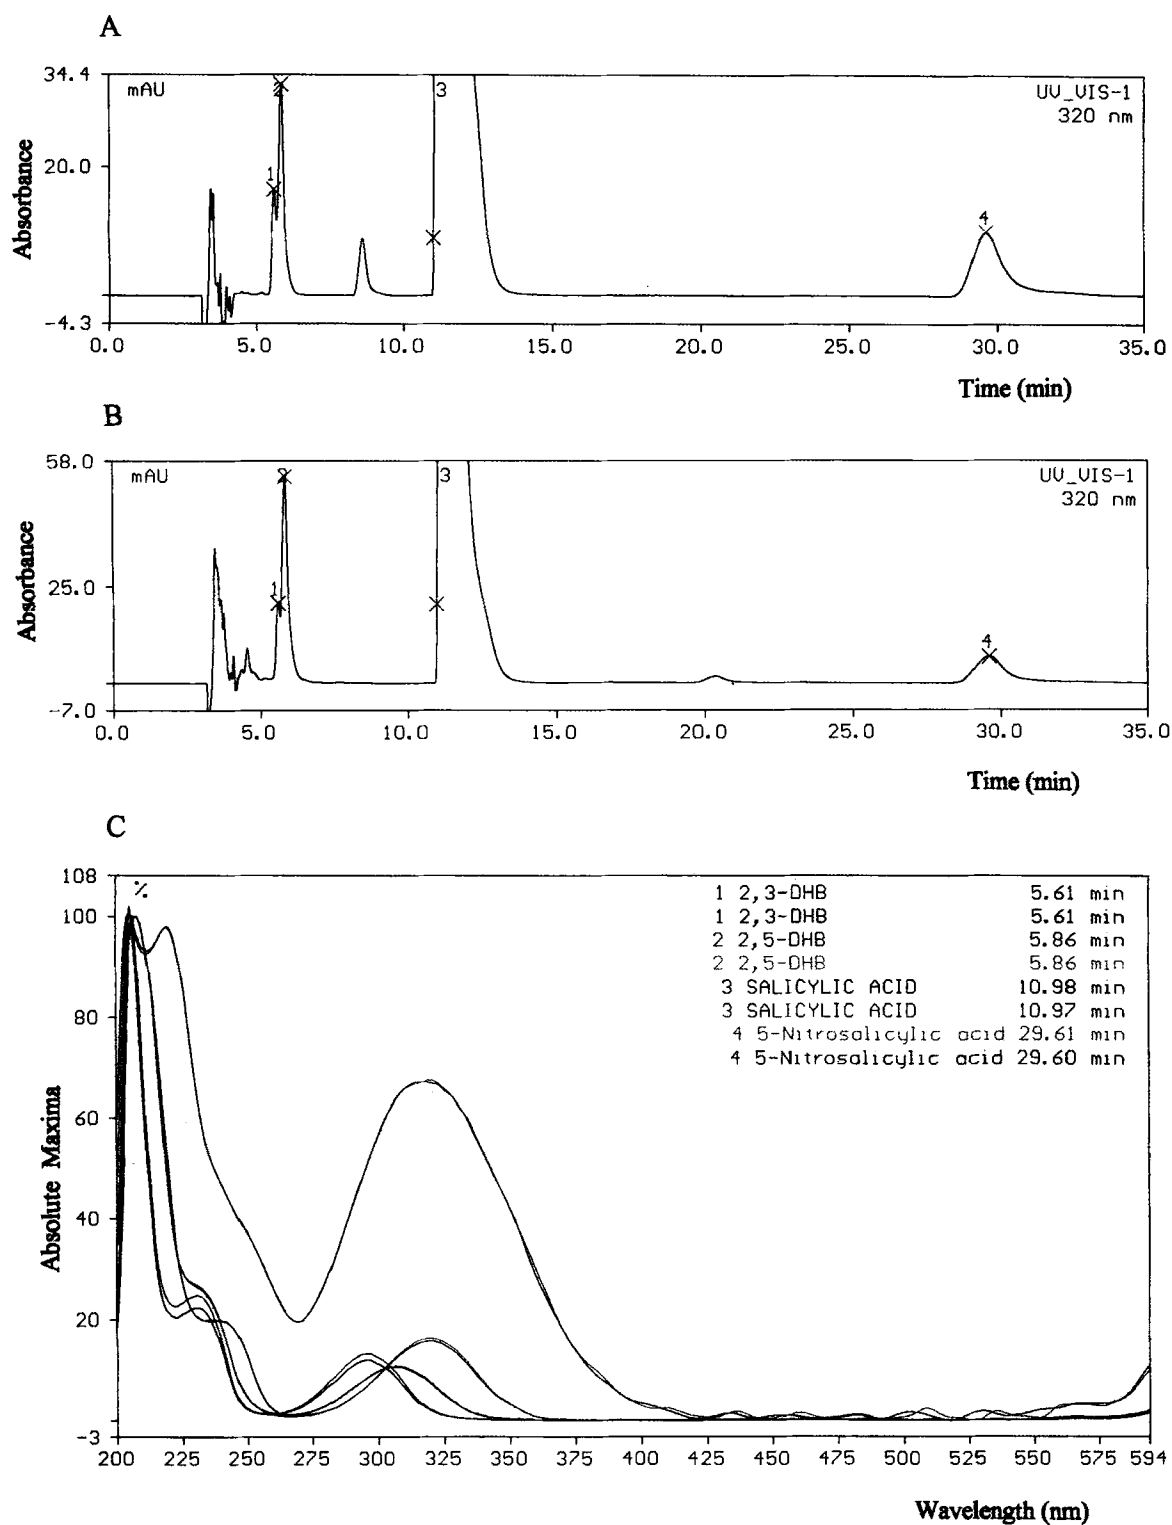 A
34.4
mAU
3
UV_VIS-1
320 nm
20.0
1
4
-4.3
Absorbance
0.0 5.0 10.0 15.0 20.0 25.0 30.0 35.0
Time (min)
B
58.0
mAU
3
UV_VIS-1
320 nm
25.0
1
4
-7.0
Absorbance
0.0 5.0 10.0 15.0 20.0 25.0 30.0 35.0
Time (min)
C
108
%
100
80
60
40
20
-3
Absolute Maxima
1 2,3-DHB 5.61 min
1 2,3-DHB 5.61 min
2 2,5-DHB 5.86 min
2 2,5-DHB 5.86 min
3 SALICYLIC ACID 10.98 min
3 SALICYLIC ACID 10.97 min
4 5-Nitrosalicylic acid 29.61 min
4 5-Nitrosalicylic acid 29.60 min
200 225 250 275 300 325 350 375 400 425 450 475 500 525 550 575 594
Wavelength (nm)